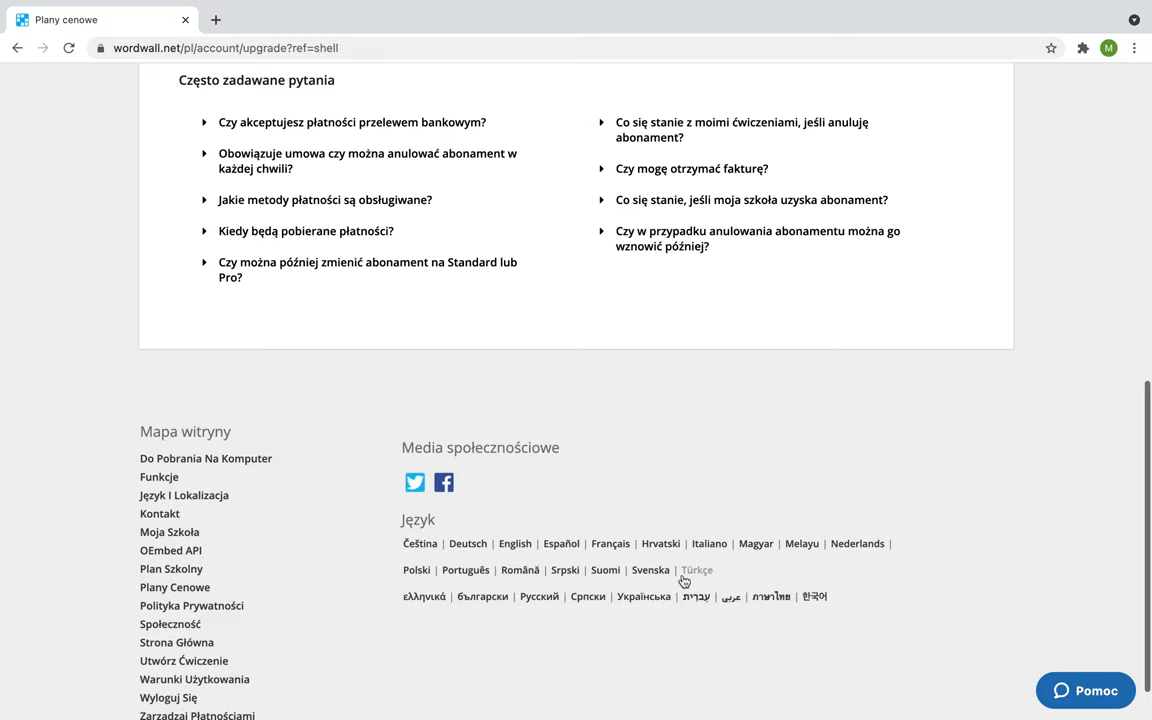 Plany cenowe
wordwall.net/pl/account/upgrade?ref=shell
M
Często zadawane pytania
Czy akceptujesz płatności przelewem bankowym?
Obowiązuje umowa czy można anulować abonament w
każdej chwili?
Jakie metody płatności są obsługiwane?
Kiedy będą pobierane płatności?
Czy można później zmienić abonament na Standard lub
Pro?
Co się stanie z moimi ćwiczeniami, jeśli anuluję
abonament?
Czy mogę otrzymać fakturę?
Co się stanie, jeśli moja szkoła uzyska abonament?
Czy w przypadku anulowania abonamentu można go
wznowić później?
Mapa witryny
Do Pobrania Na Komputer
Funkcje
Język I Lokalizacja
Kontakt
Moja Szkoła
OEmbed API
Plan Szkolny
Plany Cenowe
Polityka Prywatności
Społeczność
Strona Główna
Utwórz Ćwiczenie
Warunki Użytkowania
Wyloguj Się
Zarządzaj Płatnościami
Media społecznościowe
Język
Čeština | Deutsch | English | Español | Français | Hrvatski | Italiano | Magyar | Melayu | Nederlands |
Polski | Português | Română | Srpski | Suomi | Svenska | Türkçe
ελληνικά | български | Русский | Српски | Українська | עברית | عربى | ภาษาไทย | 한국어
Pomoc